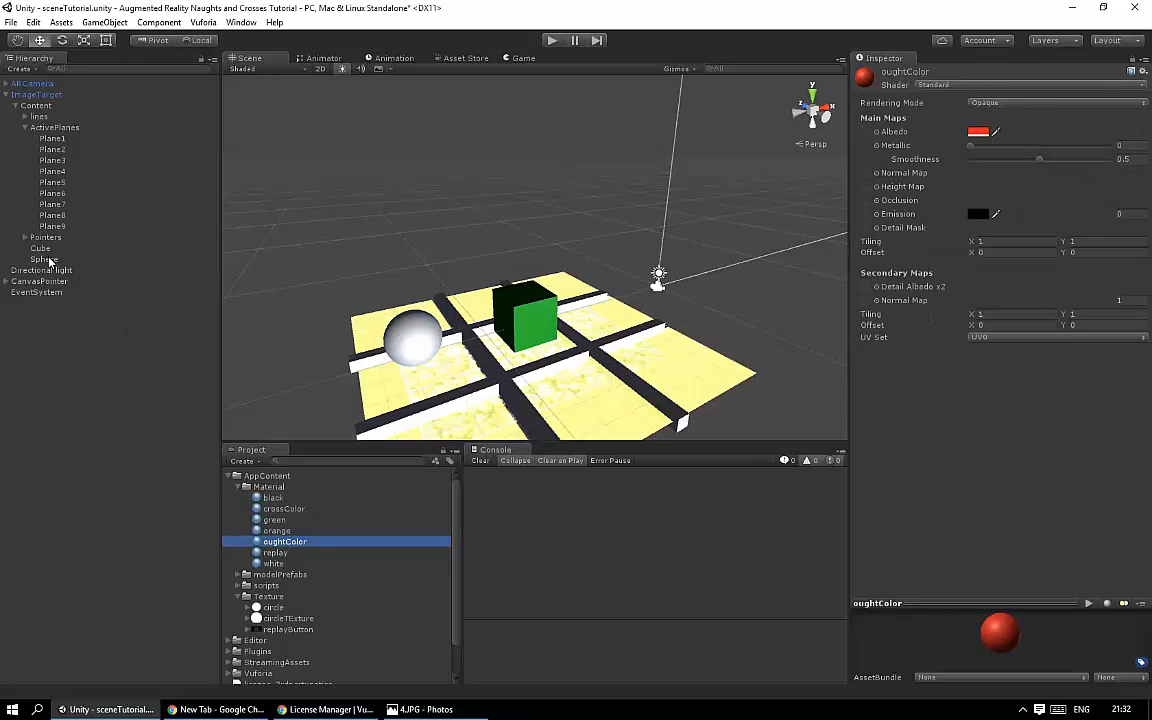 Unity - sceneTutorial.unity - Augmented Reality Naughts and Crosses Tutorial - PC, Mac & Linux Standalone* <DX11>
File Edit Assets GameObject Component Vuforia Window Help
Pivot Local Account Layers Layout
Hierarchy
Create All
ARCamera
ImageTarget
Content
lines
ActivePlanes
Plane1
Plane2
Plane3
Plane4
Plane5
Plane6
Plane7
Plane8
Plane9
Pointers
Cube
Sphere
Directional light
CanvasPointer
EventSystem
Scene Animator Animation Asset Store Game
Shaded 2D Gizmos All
y
x
z
Persp
Project
Create
AppContent
Material
black
crossColor
green
orange
oughtColor
replay
white
modelPrefabs
scripts
Texture
circle
circleTExture
replayButton
Editor
Plugins
StreamingAssets
Vuforia
Console
Clear Collapse Clear on Play Error Pause 0 0 0
Inspector
oughtColor
Shader Standard
Rendering Mode Opaque
Main Maps
Albedo
Metallic 0
Smoothness 0.5
Normal Map
Height Map
Occlusion
Emission 0
Detail Mask
Tiling X 1 Y 1
Offset X 0 Y 0
Secondary Maps
Detail Albedo x2
Normal Map 1
Tiling X 1 Y 1
Offset X 0 Y 0
UV Set UV0
oughtColor
AssetBundle None None
Unity - sceneTutorial.... New Tab - Google Ch... License Manager | Vu... 4.JPG - Photos ENG 21:32